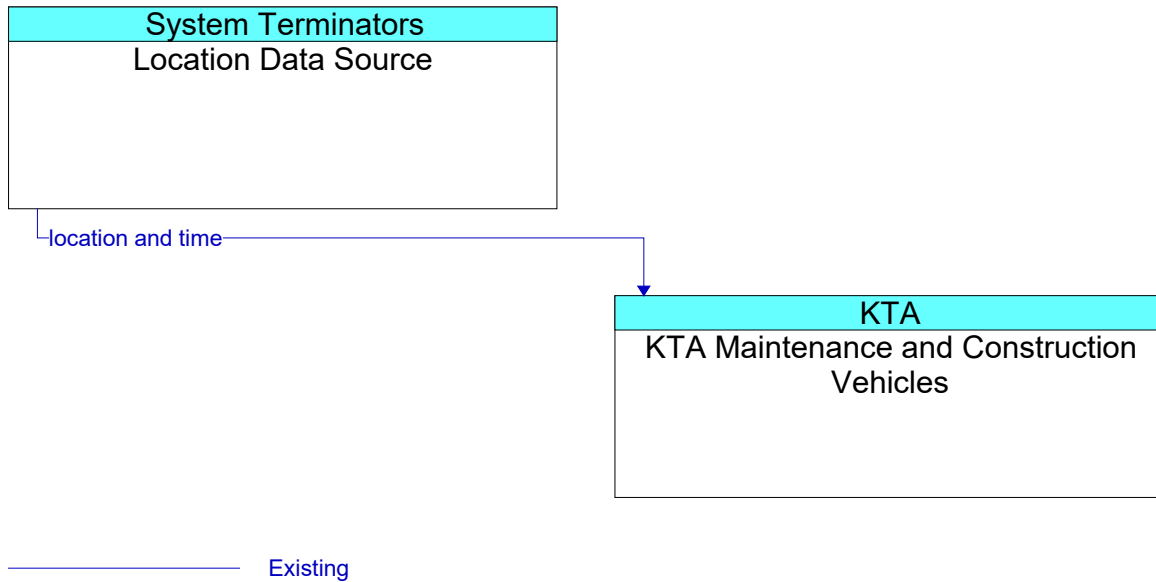 System Terminators
Location Data Source
location and time
KTA
KTA Maintenance and Construction
Vehicles
Existing